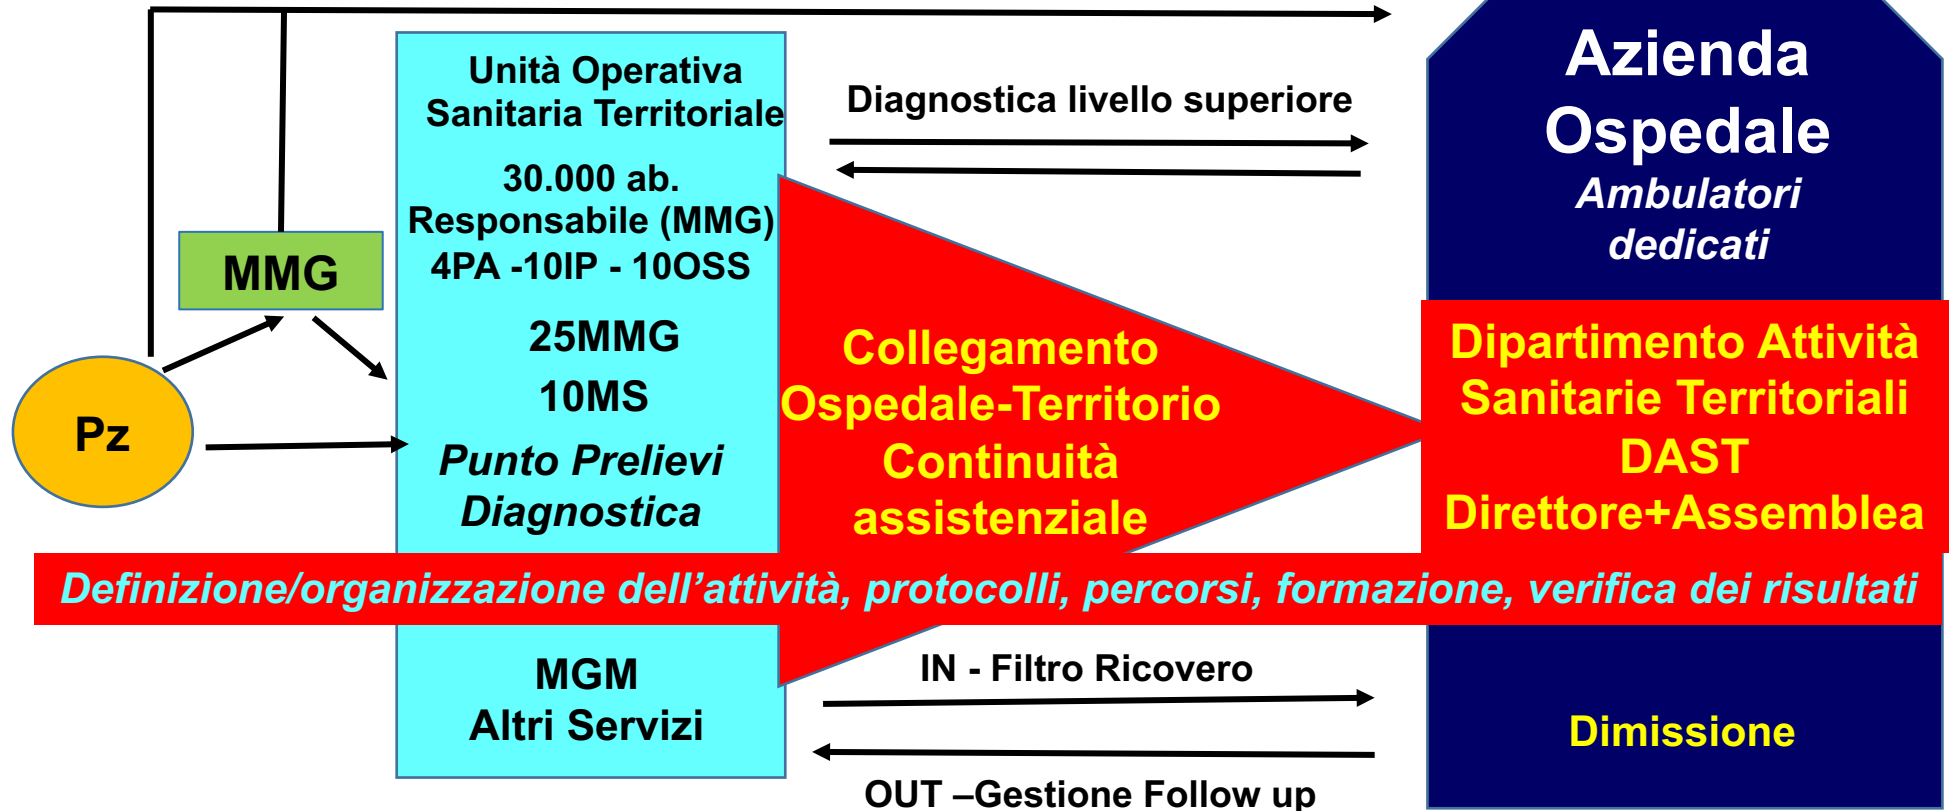 Pz
MMG
Unità Operativa
Sanitaria Territoriale
30.000 ab.
Responsabile (MMG)
4PA -10IP - 10OSS
25MMG
10MS
Punto Prelievi
Diagnostica
MGM
Altri Servizi
Diagnostica livello superiore
Collegamento
Ospedale-Territorio
Continuità
assistenziale
Definizione/organizzazione dell’attività, protocolli, percorsi, formazione, verifica dei risultati
IN - Filtro Ricovero
OUT –Gestione Follow up
Azienda
Ospedale
Ambulatori
dedicati
Dipartimento Attività
Sanitarie Territoriali
DAST
Direttore+Assemblea
Dimissione